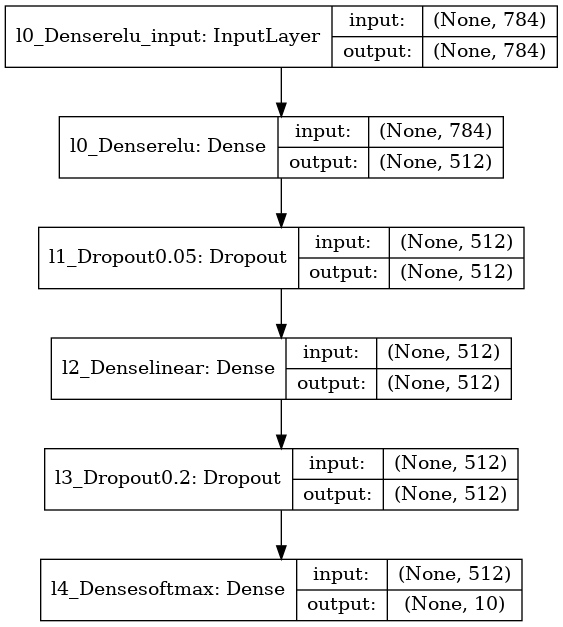 l0_Denserelu_input: InputLayer
input: (None, 784)
output: (None, 784)
l0_Denserelu: Dense
input: (None, 784)
output: (None, 512)
l1_Dropout0.05: Dropout
input: (None, 512)
output: (None, 512)
l2_Denselinear: Dense
input: (None, 512)
output: (None, 512)
l3_Dropout0.2: Dropout
input: (None, 512)
output: (None, 512)
l4_Densesoftmax: Dense
input: (None, 512)
output: (None, 10)